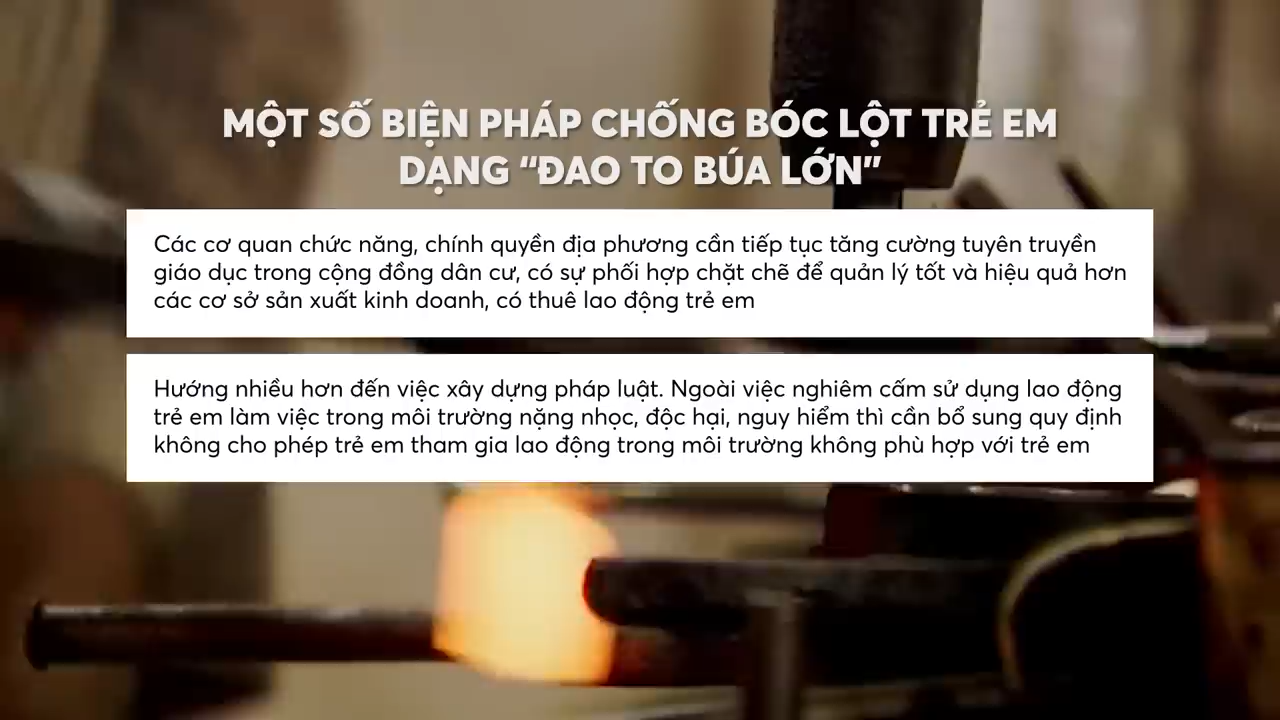 MỘT SỐ BIỆN PHÁP CHỐNG BÓC LỘT TRẺ EM
DẠNG “ĐAO TO BÚA LỚN”
Các cơ quan chức năng, chính quyền địa phương cần tiếp tục tăng cường tuyên truyền
giáo dục trong cộng đồng dân cư, có sự phối hợp chặt chẽ để quản lý tốt và hiệu quả hơn
các cơ sở sản xuất kinh doanh, có thuê lao động trẻ em
Hướng nhiều hơn đến việc xây dựng pháp luật. Ngoài việc nghiêm cấm sử dụng lao động
trẻ em làm việc trong môi trường nặng nhọc, độc hại, nguy hiểm thì cần bổ sung quy định
không cho phép trẻ em tham gia lao động trong môi trường không phù hợp với trẻ em